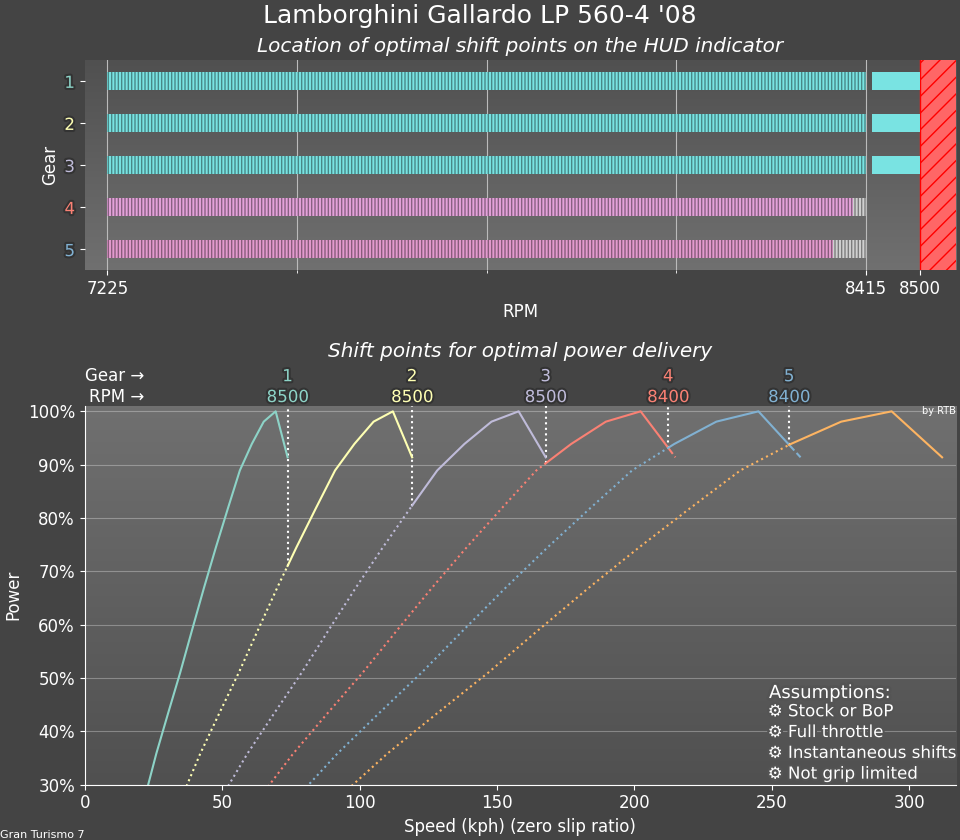 Lamborghini Gallardo LP 560-4 '08
Location of optimal shift points on the HUD indicator
Gear
1
2
3
4
5
7225 8415 8500
RPM
Shift points for optimal power delivery
Gear → 1 2 3 4 5
RPM → 8500 8500 8500 8400 8400
by RTB
Power
100%
90%
80%
70%
60%
50%
40%
30%
Assumptions:
⚙ Stock or BoP
⚙ Full throttle
⚙ Instantaneous shifts
⚙ Not grip limited
0 50 100 150 200 250 300
Speed (kph) (zero slip ratio)
Gran Turismo 7